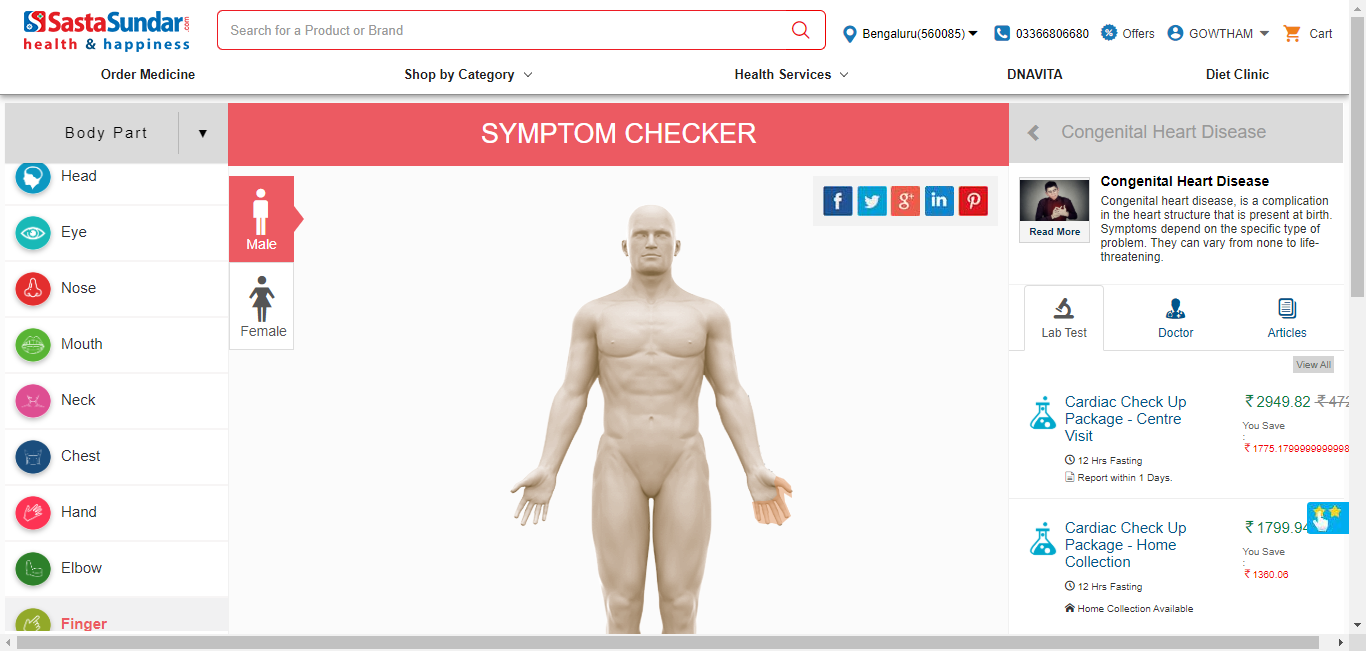 SastaSundar.com
health & happiness
Search for a Product or Brand
Bengaluru(560085)
03366806680
Offers
GOWTHAM
Cart
Order Medicine
Shop by Category
Health Services
DNAVITA
Diet Clinic
Body Part
Head
Eye
Nose
Mouth
Neck
Chest
Hand
Elbow
Finger
SYMPTOM CHECKER
Male
Female
f
g+
in
Congenital Heart Disease
Read More
Congenital Heart Disease
Congenital heart disease, is a complication
in the heart structure that is present at birth.
Symptoms depend on the specific type of
problem. They can vary from none to life-
threatening.
Lab Test
Doctor
Articles
View All
Cardiac Check Up
Package - Centre
Visit
12 Hrs Fasting
Report within 1 Days.
₹ 2949.82 ₹ 472
You Save
:
₹ 1775.1799999999998
Cardiac Check Up
Package - Home
Collection
12 Hrs Fasting
Home Collection Available
₹ 1799.94
You Save
:
₹ 1360.06